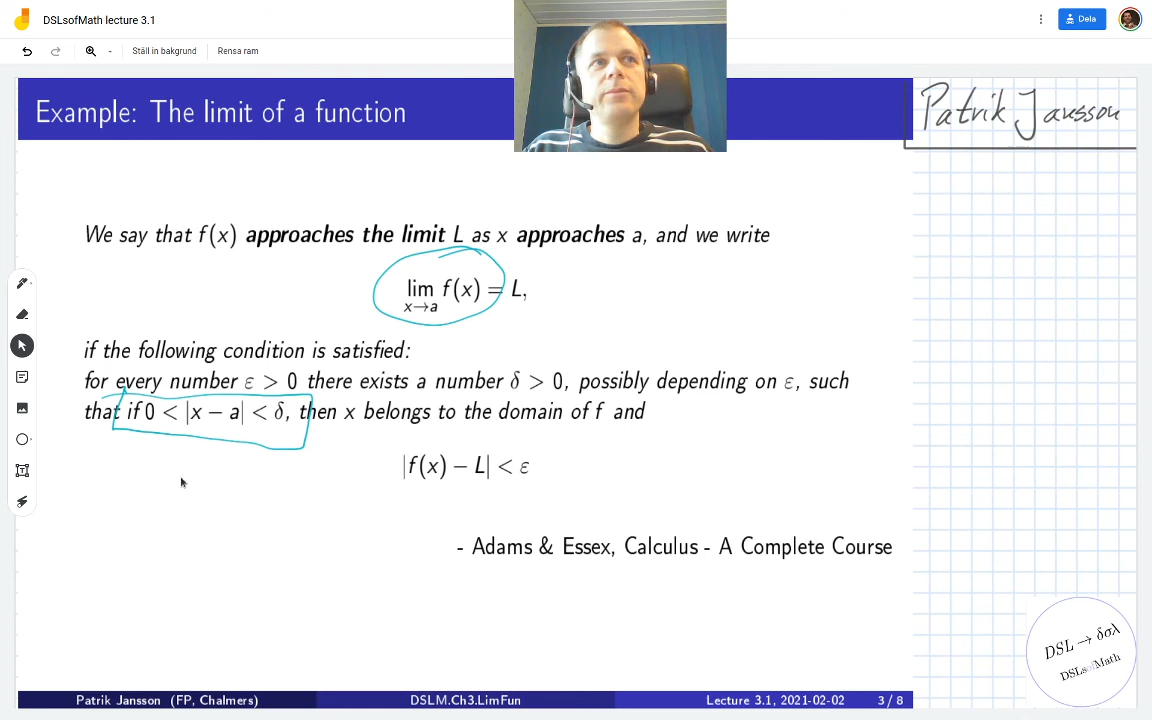 DSLsofMath lecture 3.1
Dela
Ställ in bakgrund
Rensa ram
Example: The limit of a function
Patrik Jansson
We say that f(x) approaches the limit L as x approaches a, and we write
lim f(x) = L,
x→a
if the following condition is satisfied:
for every number ε > 0 there exists a number δ > 0, possibly depending on ε, such
that if 0 < |x − a| < δ, then x belongs to the domain of f and
|f(x) − L| < ε
- Adams & Essex, Calculus - A Complete Course
DSL → δσλ
DSLsofMath
Patrik Jansson (FP, Chalmers)
DSLM.Ch3.LimFun
Lecture 3.1, 2021-02-02
3 / 8